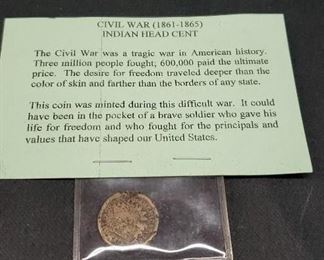 CIVIL WAR (1861-1865)
INDIAN HEAD CENT
The Civil War was a tragic war in American history.
Three million people fought; 600,000 paid the ultimate
price. The desire for freedom traveled deeper than the
color of skin and farther than the borders of any state.
This coin was minted during this difficult war. It could
have been in the pocket of a brave soldier who gave his
life for freedom and who fought for the principals and
values that have shaped our United States.